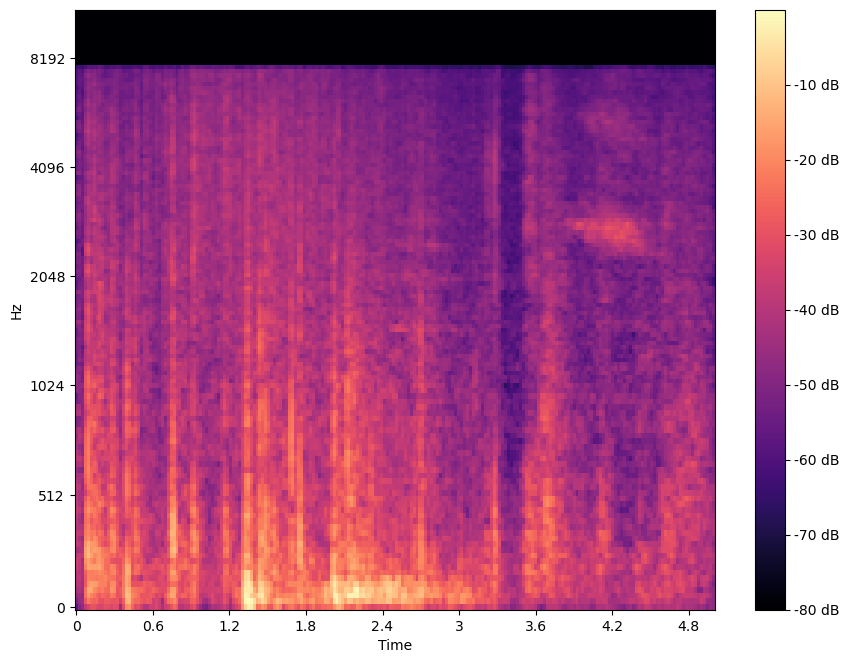 8192
4096
2048
1024
512
0
Hz
0 0.6 1.2 1.8 2.4 3 3.6 4.2 4.8
Time
-10 dB
-20 dB
-30 dB
-40 dB
-50 dB
-60 dB
-70 dB
-80 dB